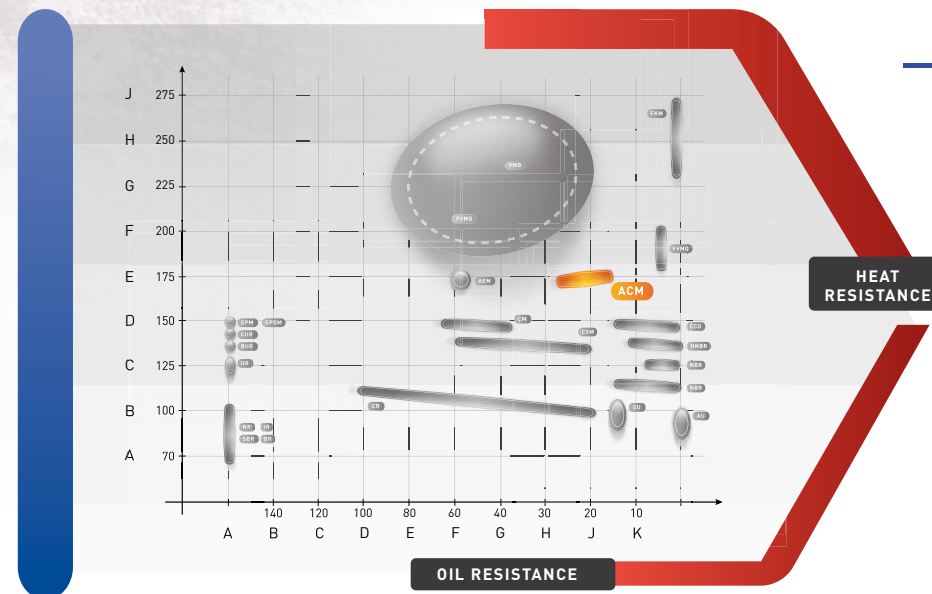 J 275
H 250
G 225
F 200
E 175
D 150
C 125
B 100
A 70
FKM
VMQ
FVMQ
FVMQ
AEM
ACM
HEAT
RESISTANCE
EPM EPDM
CIIR
BIIR
IIR
CM
CSM
ECO
HNBR
NBR
NBR
CR
EU
AU
NR IR
SBR BR
140 120 100 80 60 40 30 20 10
A B C D E F G H J K
OIL RESISTANCE